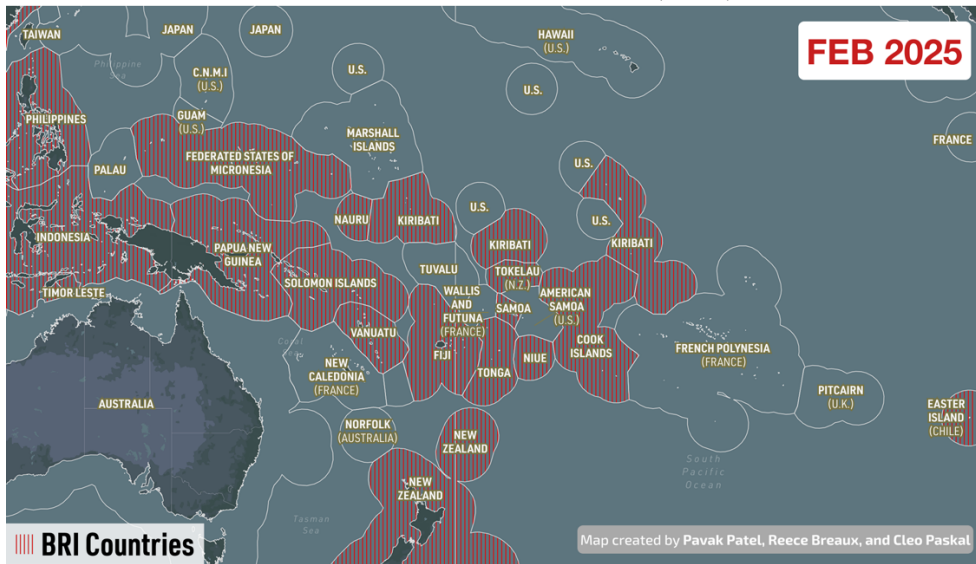 TAIWAN
JAPAN
JAPAN
HAWAII
(U.S.)
FEB 2025
Philippine
Sea
C.N.M.I
(U.S.)
U.S.
U.S.
GUAM
(U.S.)
PHILIPPINES
MARSHALL
ISLANDS
FRANCE
PALAU
FEDERATED STATES OF
MICRONESIA
U.S.
NAURU
KIRIBATI
U.S.
U.S.
INDONESIA
PAPUA NEW
GUINEA
KIRIBATI
KIRIBATI
TUVALU
TOKELAU
(N.Z.)
SOLOMON ISLANDS
TIMOR LESTE
WALLIS
AND
FUTUNA
(FRANCE)
SAMOA
AMERICAN
SAMOA
(U.S.)
VANUATU
Coral
FIJI
TONGA
NIUE
COOK
ISLANDS
FRENCH POLYNESIA
(FRANCE)
NEW
CALEDONIA
(FRANCE)
PITCAIRN
(U.K.)
AUSTRALIA
EASTER
ISLAND
(CHILE)
NORFOLK
(AUSTRALIA)
NEW
ZEALAND
South
Pacific
Ocean
NEW
ZEALAND
Tasman
Sea
BRI Countries
Map created by Pavak Patel, Reece Breaux, and Cleo Paskal